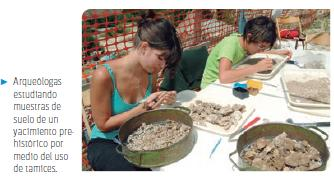 ► Arqueólogas
estudiando
muestras de
suelo de un
yacimiento pre-
histórico por
medio del uso
de tamices.